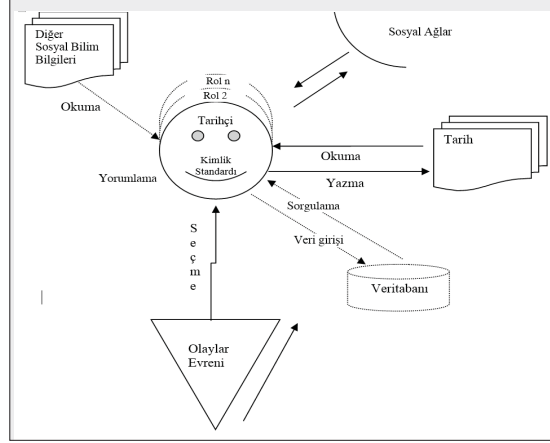 Diğer
Sosyal Bilim
Bilgileri
Sosyal Ağlar
Rol n
Rol 2
Okuma
Tarihçi
Tarih
Kimlik
Standardı
Okuma
Yorumlama
Yazma
Sorgulama
Seçme
Veri girişi
Veritabanı
Olaylar
Evreni